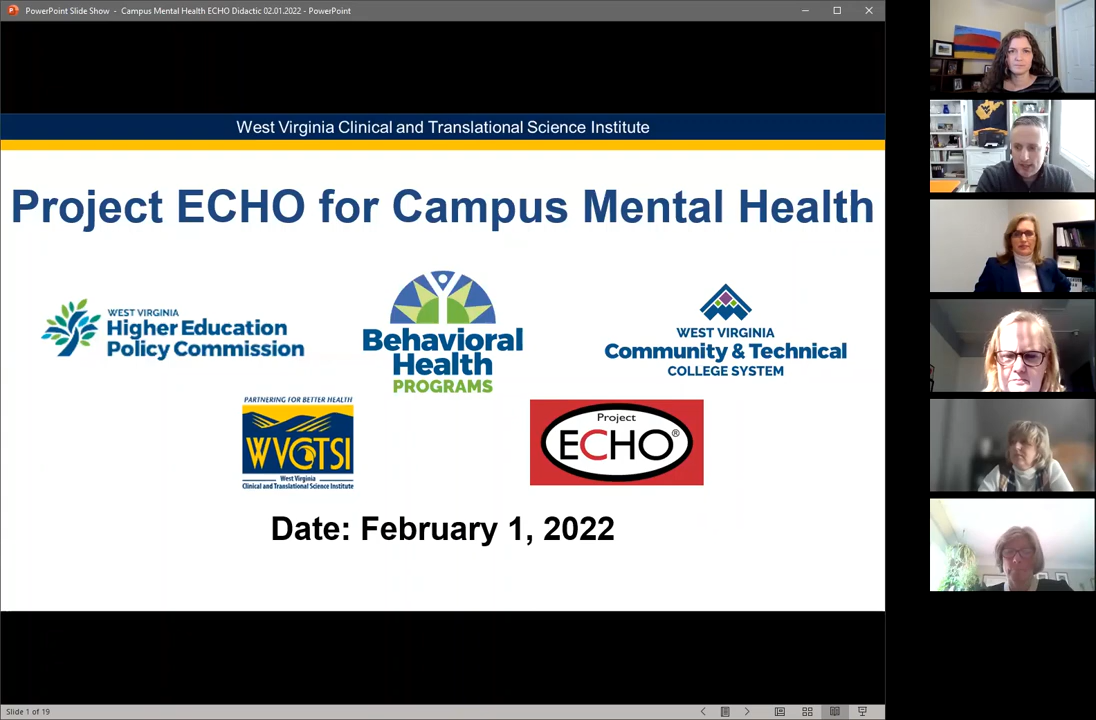 PowerPoint Slide Show - Campus Mental Health ECHO Didactic 02.01.2022 - PowerPoint
West Virginia Clinical and Translational Science Institute
Project ECHO for Campus Mental Health
WEST VIRGINIA
Higher Education
Policy Commission
Behavioral
Health
PROGRAMS
WEST VIRGINIA
Community & Technical
COLLEGE SYSTEM
PARTNERING FOR BETTER HEALTH
WVCTSI
West Virginia
Clinical and Translational Science Institute
Project
ECHO®
Date: February 1, 2022
Slide 1 of 19